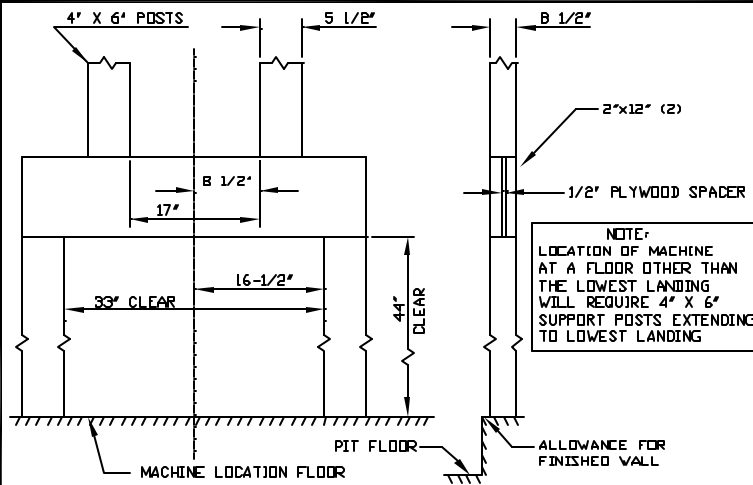 4" X 6" POSTS
5 1/2"
8 1/2"
2"x12" (2)
8 1/2"
1/2" PLYWOOD SPACER
17"
NOTE:
LOCATION OF MACHINE
AT A FLOOR OTHER THAN
THE LOWEST LANDING
WILL REQUIRE 4" X 6"
SUPPORT POSTS EXTENDING
TO LOWEST LANDING
16-1/2"
33" CLEAR
44"
CLEAR
PIT FLOOR
ALLOWANCE FOR
FINISHED WALL
MACHINE LOCATION FLOOR